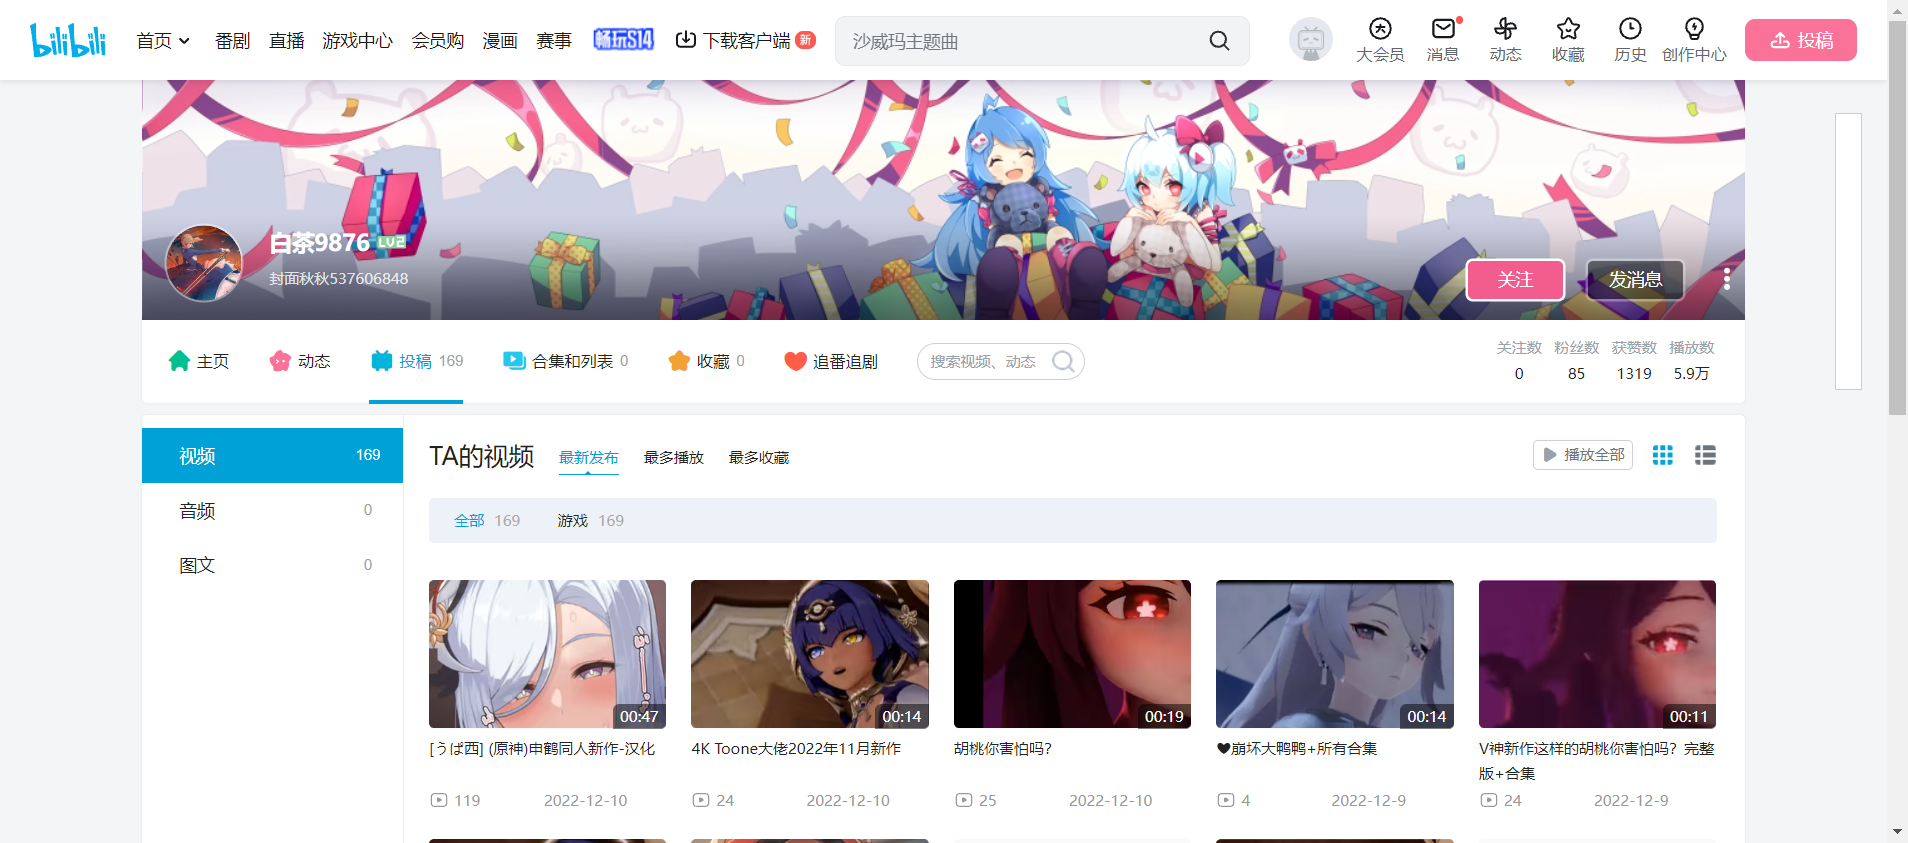 bilibili 首页 番剧 直播 游戏中心 会员购 漫画 赛事 畅玩S14 下载客户端 新 沙威玛主题曲 大会员 消息 动态 收藏 历史 创作中心 投稿
白茶9876 LV2
封面秋秋537606848
关注 发消息
主页 动态 投稿 169 合集和列表 0 收藏 0 追番追剧 搜索视频、动态
关注数 粉丝数 获赞数 播放数
0 85 1319 5.9万
视频 169
音频 0
图文 0
TA的视频 最新发布 最多播放 最多收藏 播放全部
全部 169 游戏 169
00:47 00:14 00:19 00:14 00:11
[うぱ西] (原神)申鹤同人新作-汉化
119 2022-12-10
4K Toone大佬2022年11月新作
24 2022-12-10
胡桃你害怕吗?
25 2022-12-10
♥崩坏大鸭鸭+所有合集
4 2022-12-9
V神新作这样的胡桃你害怕吗？完整
版+合集
24 2022-12-9